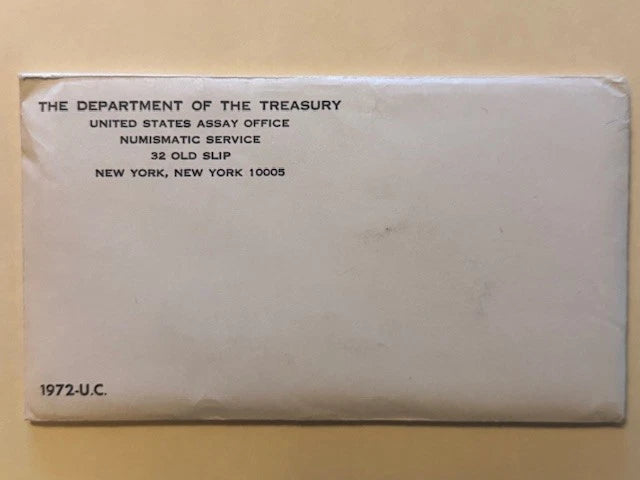 THE DEPARTMENT OF THE TREASURY
UNITED STATES ASSAY OFFICE
NUMISMATIC SERVICE
32 OLD SLIP
NEW YORK, NEW YORK 10005
1972-U.C.